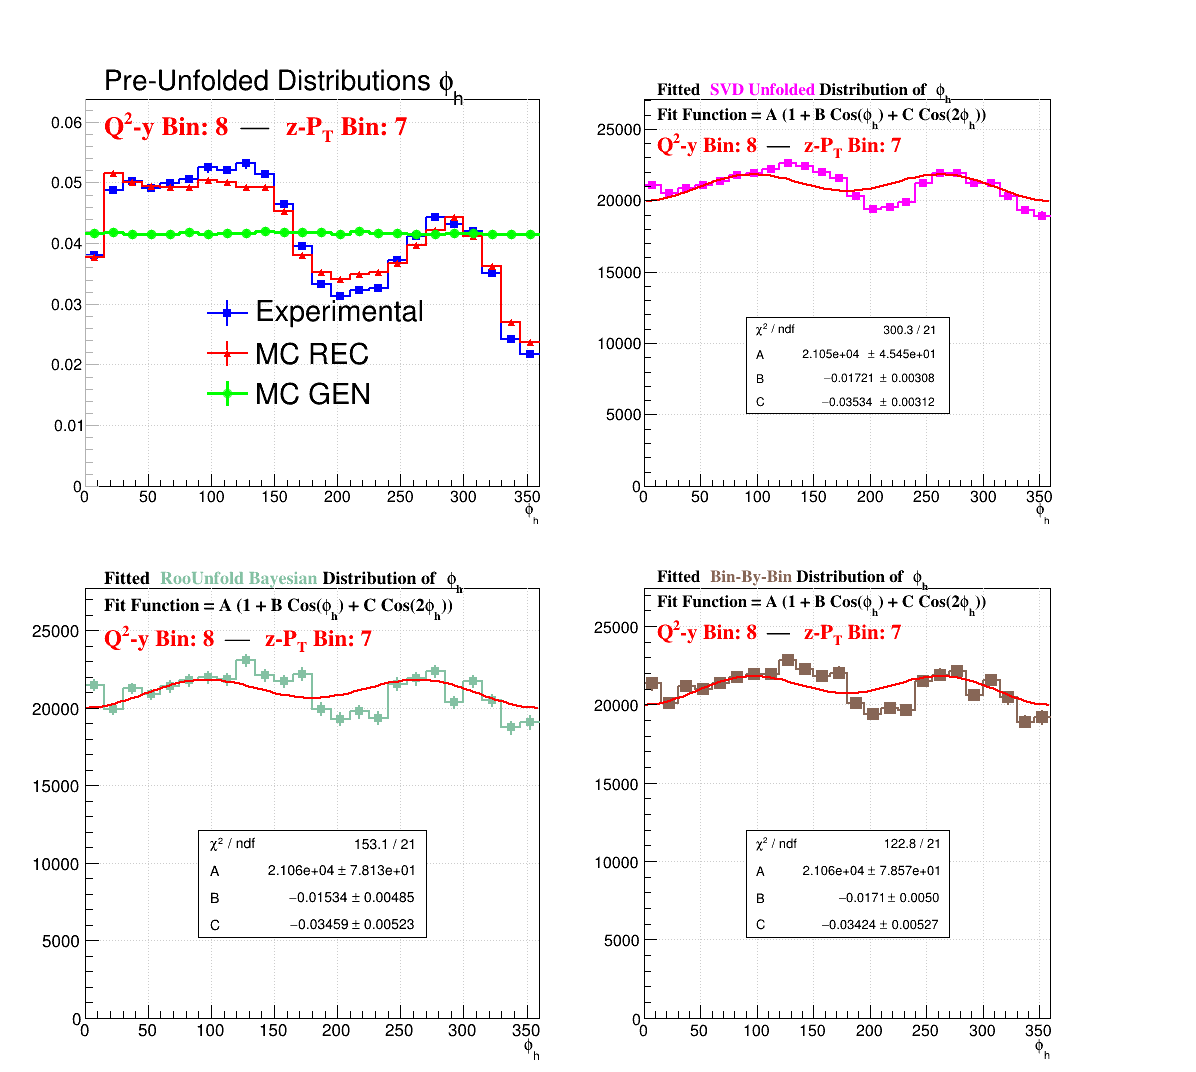 Pre-Unfolded Distributions ϕh
Q2-y Bin: 8 — z-PT Bin: 7
0.06
0.05
0.04
0.03
0.02
0.01
0
Experimental
MC REC
MC GEN
0 50 100 150 200 250 300 350
ϕh
Fitted SVD Unfolded Distribution of ϕh
Fit Function = A (1 + B Cos(ϕh) + C Cos(2ϕh))
Q2-y Bin: 8 — z-PT Bin: 7
25000
20000
15000
10000
5000
0
χ2 / ndf 300.3 / 21
A 2.105e+04 ± 4.545e+01
B −0.01721 ± 0.00308
C −0.03534 ± 0.00312
0 50 100 150 200 250 300 350
ϕh
Fitted RooUnfold Bayesian Distribution of ϕh
Fit Function = A (1 + B Cos(ϕh) + C Cos(2ϕh))
Q2-y Bin: 8 — z-PT Bin: 7
25000
20000
15000
10000
5000
0
χ2 / ndf 153.1 / 21
A 2.106e+04 ± 7.813e+01
B −0.01534 ± 0.00485
C −0.03459 ± 0.00523
0 50 100 150 200 250 300 350
ϕh
Fitted Bin-By-Bin Distribution of ϕh
Fit Function = A (1 + B Cos(ϕh) + C Cos(2ϕh))
Q2-y Bin: 8 — z-PT Bin: 7
25000
20000
15000
10000
5000
0
χ2 / ndf 122.8 / 21
A 2.106e+04 ± 7.857e+01
B −0.0171 ± 0.0050
C −0.03424 ± 0.00527
0 50 100 150 200 250 300 350
ϕh